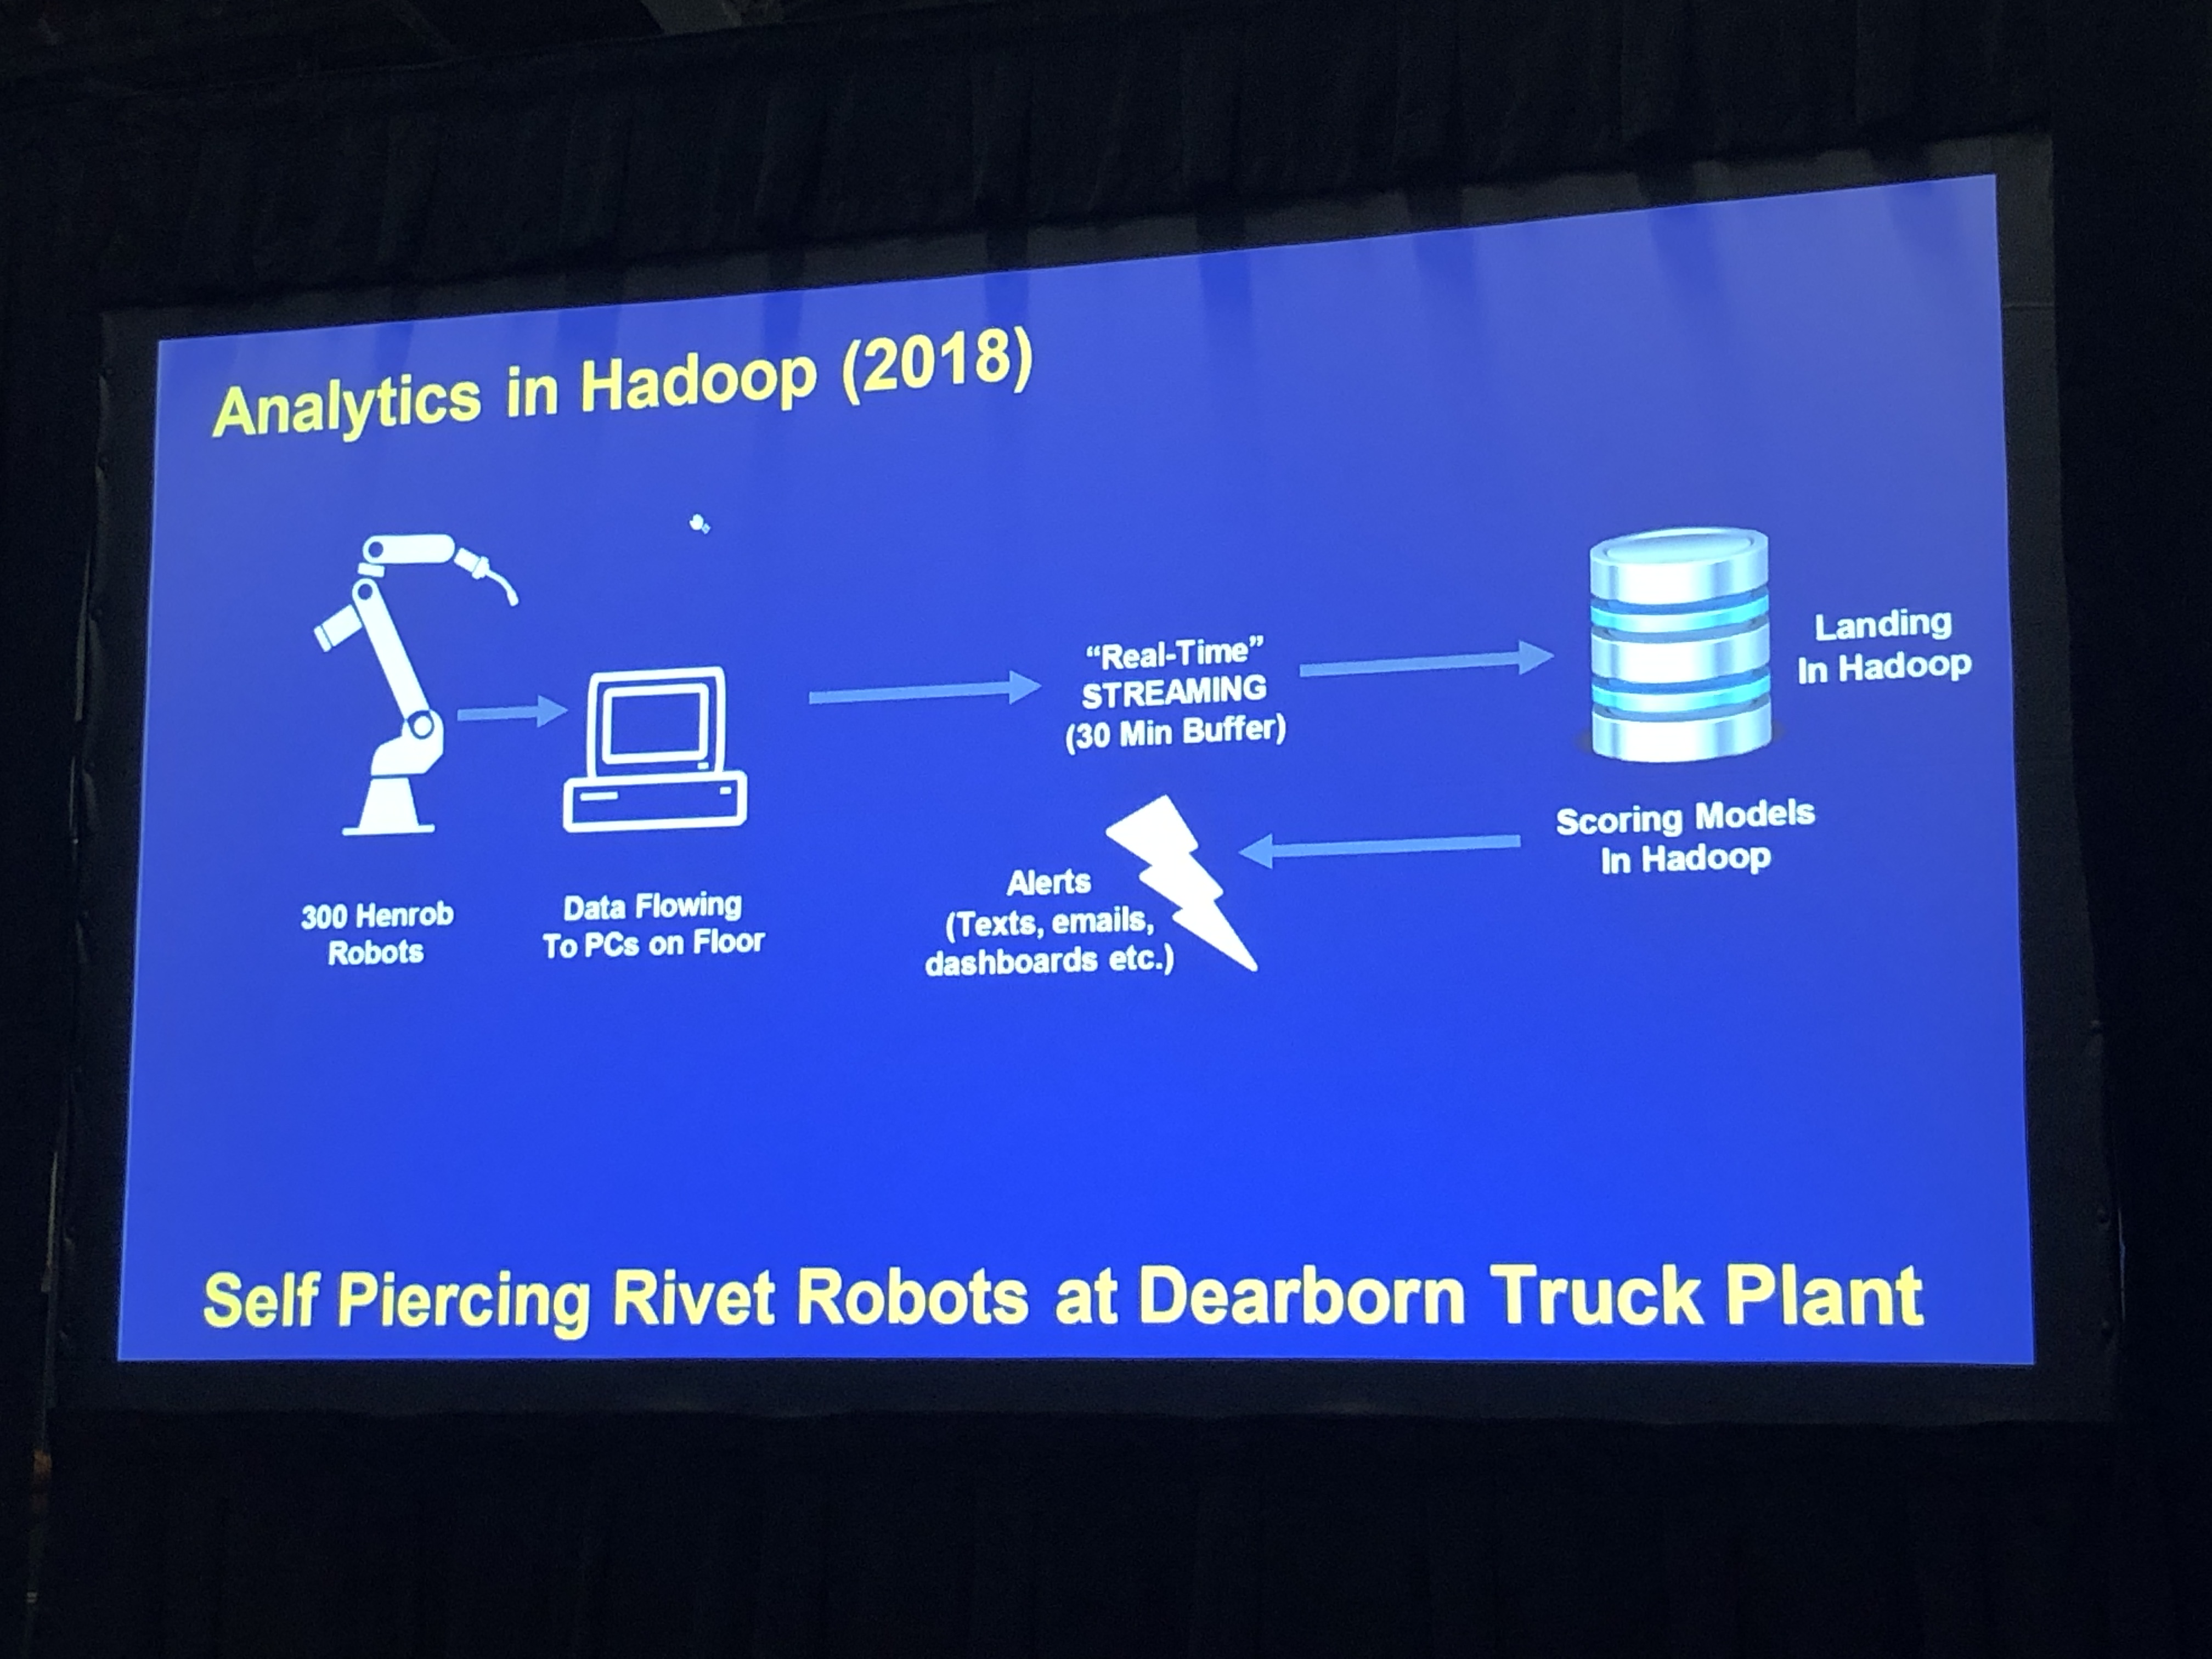 Analytics in Hadoop (2018)
"Real-Time"
STREAMING
(30 Min Buffer)
Landing
In Hadoop
Scoring Models
In Hadoop
Alerts
(Texts, emails,
dashboards etc.)
300 Henrob
Robots
Data Flowing
To PCs on Floor
Self Piercing Rivet Robots at Dearborn Truck Plant